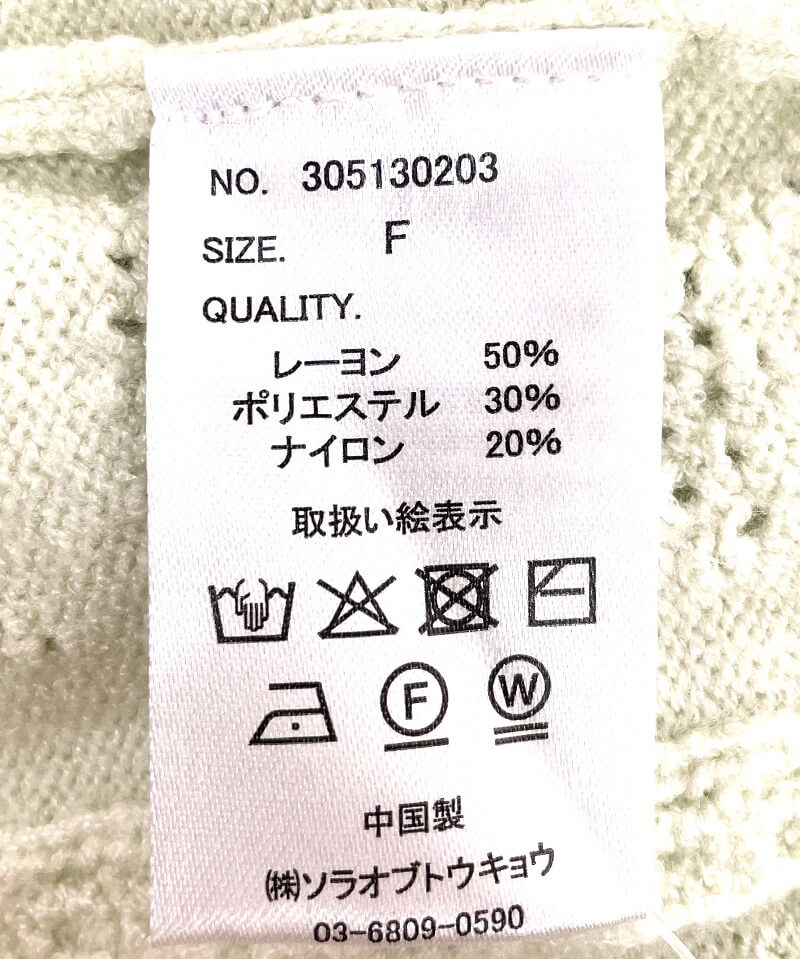 NO. 305130203
SIZE. F
QUALITY.
レーヨン 50%
ポリエステル 30%
ナイロン 20%
取扱い絵表示
F W
中国製
㈱ソラオブトウキョウ
03-6809-0590